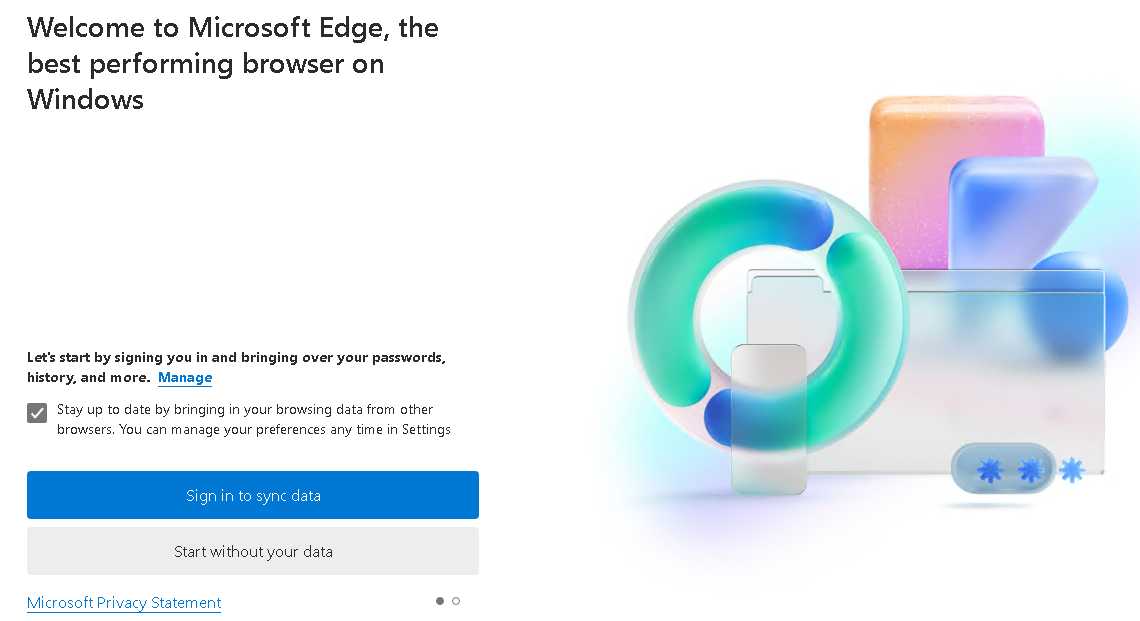 Welcome to Microsoft Edge, the
best performing browser on
Windows
Let's start by signing you in and bringing over your passwords,
history, and more. Manage
Stay up to date by bringing in your browsing data from other
browsers. You can manage your preferences any time in Settings
Sign in to sync data
Start without your data
Microsoft Privacy Statement